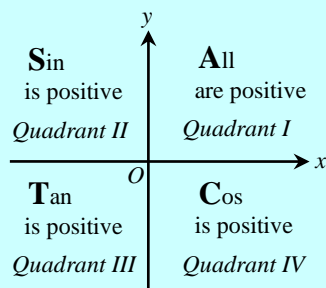 y
Sin
is positive
Quadrant II
All
are positive
Quadrant I
x
O
Tan
is positive
Quadrant III
Cos
is positive
Quadrant IV